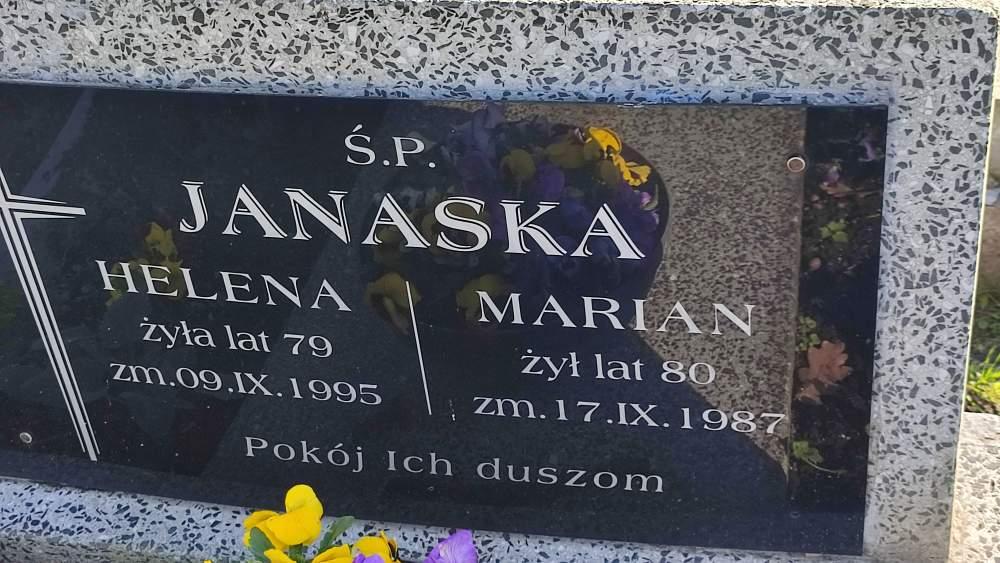 Ś.P.
JANASKA
HELENA
żyła lat 79
zm.09.IX.1995
MARIAN
żył lat 80
zm.17.IX.1987
Pokój Ich duszom